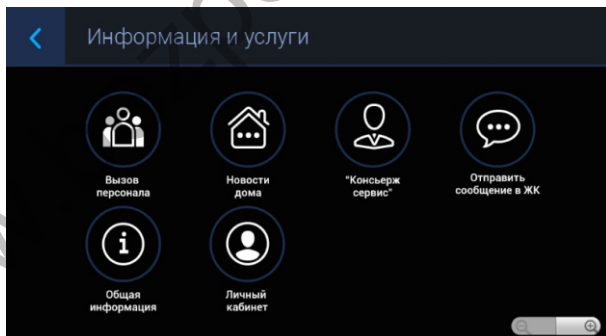 Информация и услуги
Вызов
персонала
Новости
дома
"Консьерж
сервис"
Отправить
сообщение в ЖК
Общая
информация
Личный
кабинет